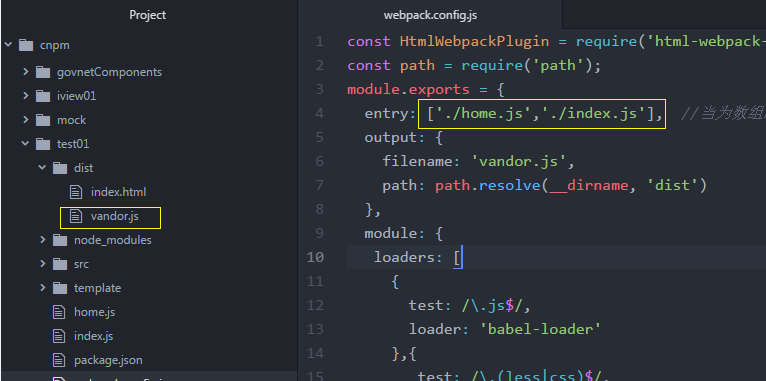 Project
cnpm
govnetComponents
iview01
mock
test01
dist
index.html
vandor.js
node_modules
src
template
home.js
index.js
package.json
webpack.config.js
1 const HtmlWebpackPlugin = require('html-webpack-
2 const path = require('path');
3 module.exports = {
4 entry: ['./home.js','./index.js'], //当为数组
5 output: {
6 filename: 'vandor.js',
7 path: path.resolve(__dirname, 'dist')
8 },
9 module: {
10 loaders: [
11 {
12 test: /\.js$/,
13 loader: 'babel-loader'
14 },{
15 test: /\.(less|css)$/,